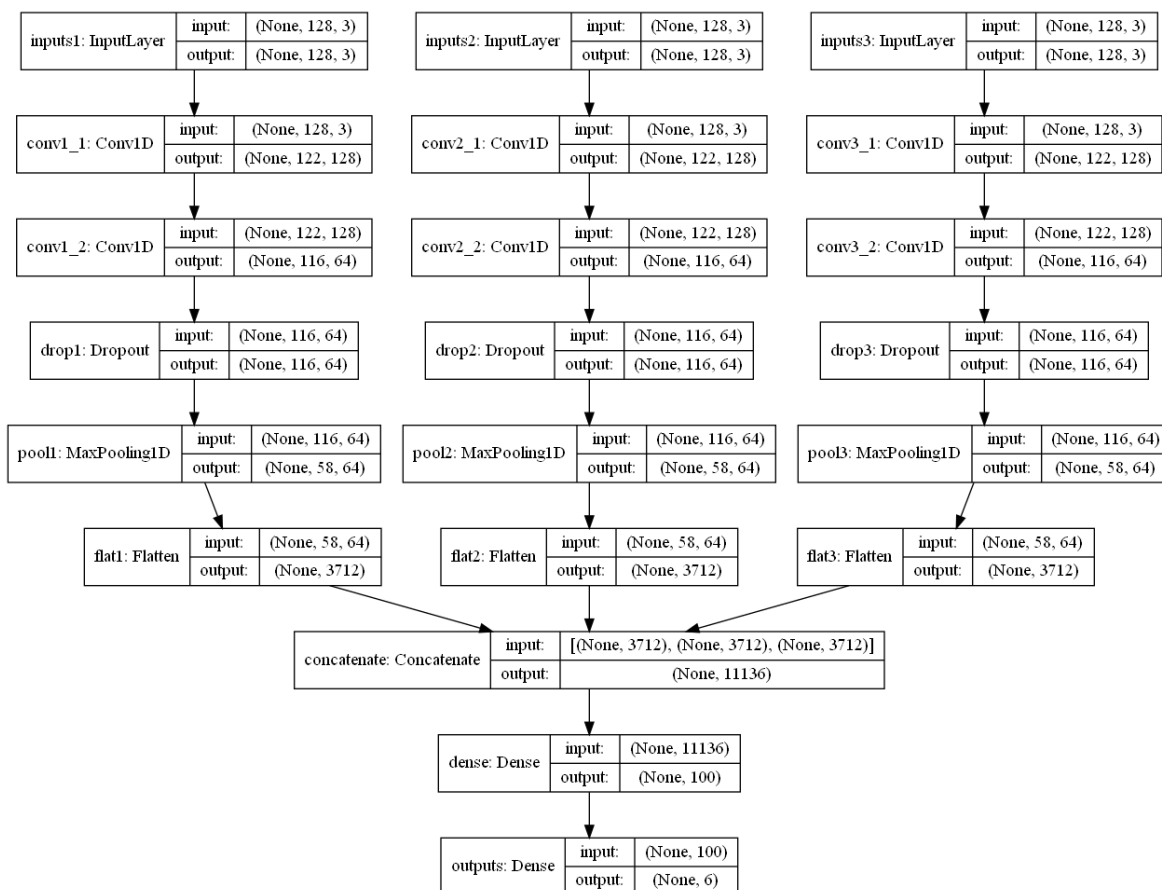 inputs1: InputLayer input: (None, 128, 3) output: (None, 128, 3)
inputs2: InputLayer input: (None, 128, 3) output: (None, 128, 3)
inputs3: InputLayer input: (None, 128, 3) output: (None, 128, 3)
conv1_1: Conv1D input: (None, 128, 3) output: (None, 122, 128)
conv2_1: Conv1D input: (None, 128, 3) output: (None, 122, 128)
conv3_1: Conv1D input: (None, 128, 3) output: (None, 122, 128)
conv1_2: Conv1D input: (None, 122, 128) output: (None, 116, 64)
conv2_2: Conv1D input: (None, 122, 128) output: (None, 116, 64)
conv3_2: Conv1D input: (None, 122, 128) output: (None, 116, 64)
drop1: Dropout input: (None, 116, 64) output: (None, 116, 64)
drop2: Dropout input: (None, 116, 64) output: (None, 116, 64)
drop3: Dropout input: (None, 116, 64) output: (None, 116, 64)
pool1: MaxPooling1D input: (None, 116, 64) output: (None, 58, 64)
pool2: MaxPooling1D input: (None, 116, 64) output: (None, 58, 64)
pool3: MaxPooling1D input: (None, 116, 64) output: (None, 58, 64)
flat1: Flatten input: (None, 58, 64) output: (None, 3712)
flat2: Flatten input: (None, 58, 64) output: (None, 3712)
flat3: Flatten input: (None, 58, 64) output: (None, 3712)
concatenate: Concatenate input: [(None, 3712), (None, 3712), (None, 3712)] output: (None, 11136)
dense: Dense input: (None, 11136) output: (None, 100)
outputs: Dense input: (None, 100) output: (None, 6)